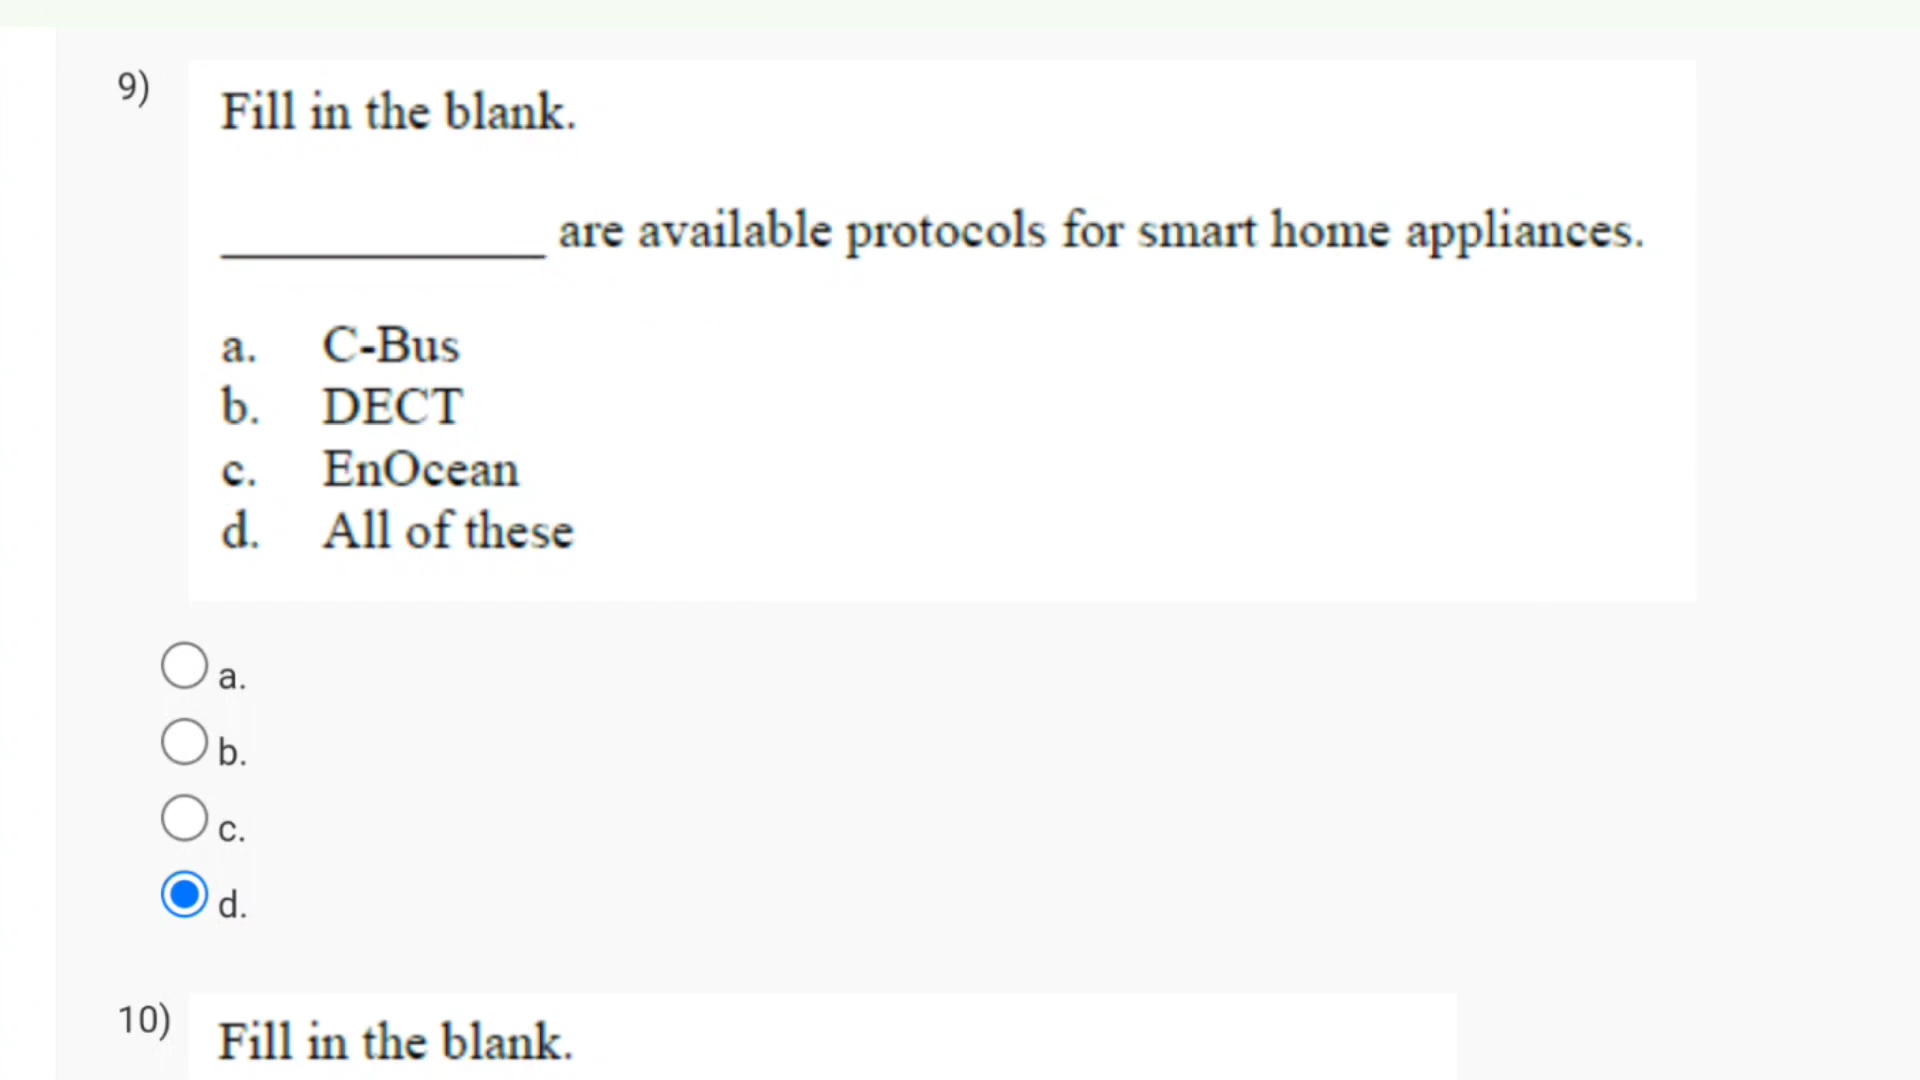 9)
Fill in the blank.
____________ are available protocols for smart home appliances.
a. C-Bus
b. DECT
c. EnOcean
d. All of these
a.
b.
c.
d.
10)
Fill in the blank.